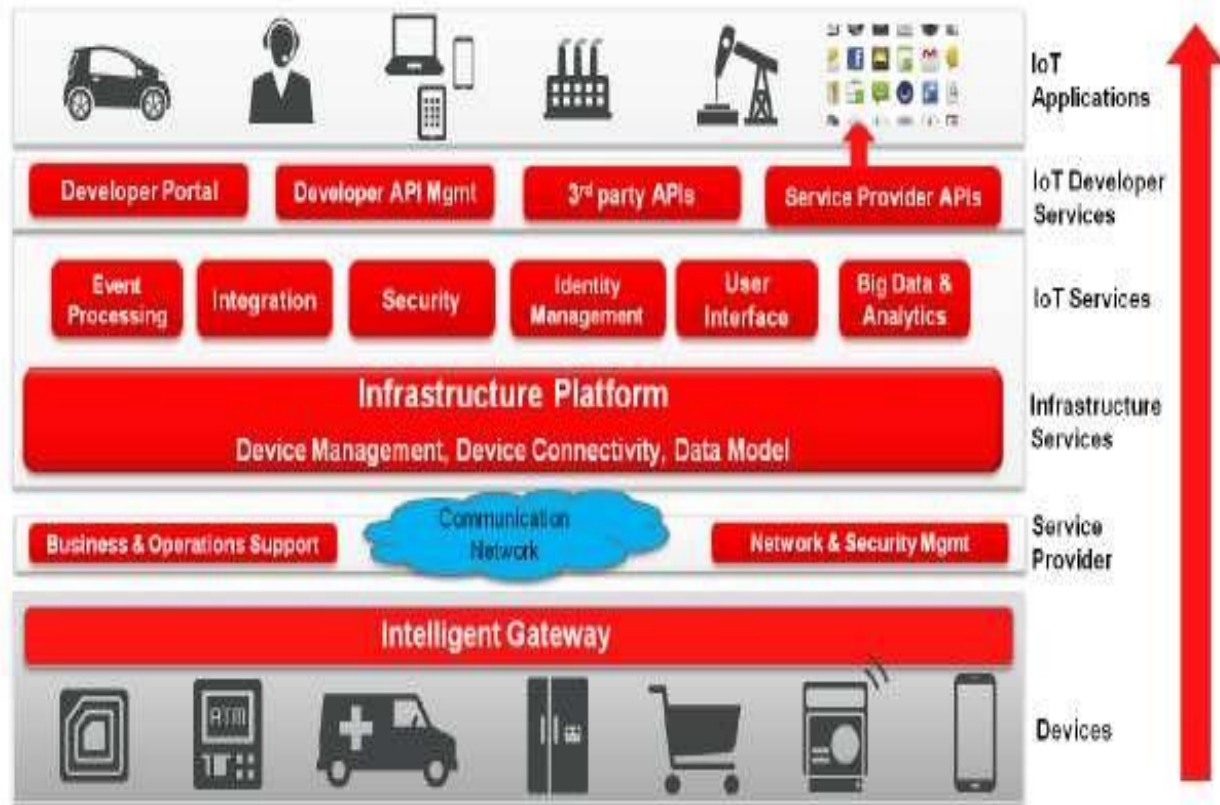 IoT
Applications
Developer Portal
Developer API Mgmt
3rd party APIs
Service Provider APIs
IoT Developer
Services
Event
Processing
Integration
Security
Identity
Management
User
Interface
Big Data &
Analytics
IoT Services
Infrastructure Platform
Device Management, Device Connectivity, Data Model
Infrastructure
Services
Business & Operations Support
Communication
Network
Network & Security Mgmt
Service
Provider
Intelligent Gateway
ATM
Devices